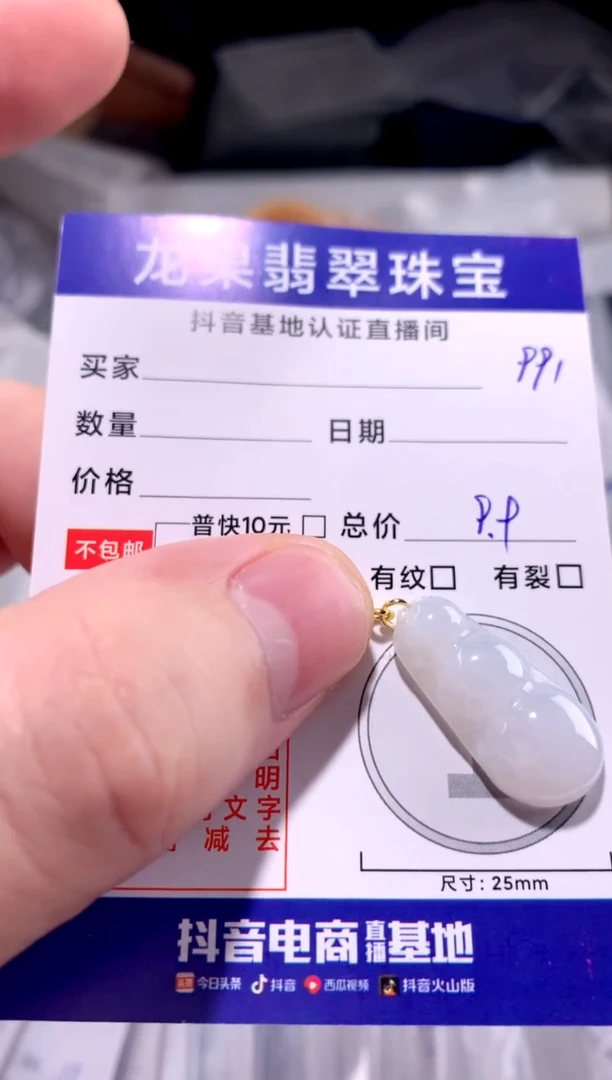 龙果翡翠珠宝
抖音基地认证直播间
买家 PP1
数量 日期
价格
普快10元 总价 P.P
不包邮
有纹 有裂
明
文字
减去
尺寸：25mm
抖音电商直播基地
头条 今日头条 抖音 西瓜视频 抖音火山版